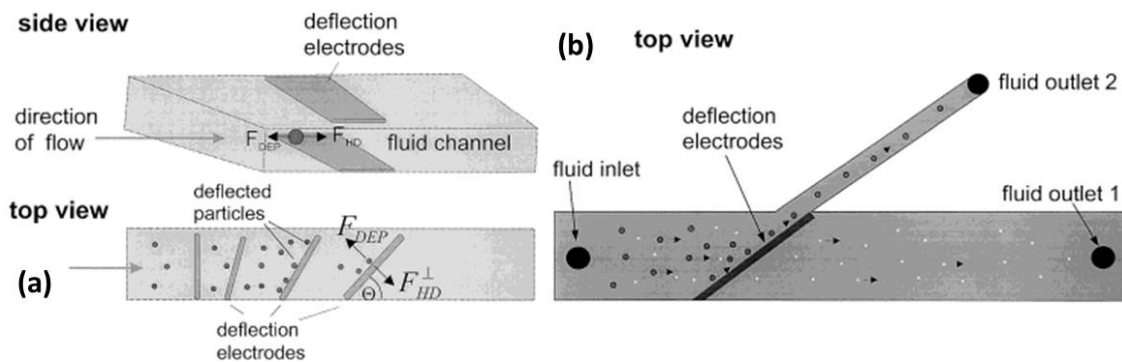 side view
deflection
electrodes
direction
of flow
F_DEP
F_HD
fluid channel
top view
deflected
particles
F_DEP
F_HD^⊥
Θ
(a)
deflection
electrodes
(b)
top view
fluid outlet 2
deflection
electrodes
fluid inlet
fluid outlet 1